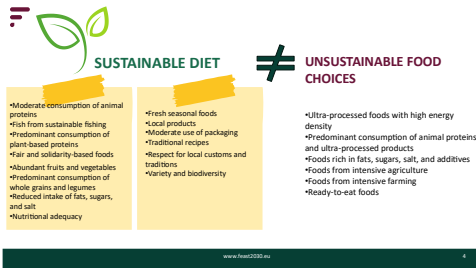 SUSTAINABLE DIET
≠
UNSUSTAINABLE FOOD
CHOICES
•Moderate consumption of animal
proteins
•Fish from sustainable fishing
•Predominant consumption of
plant-based proteins
•Fair and solidarity-based foods
•Abundant fruits and vegetables
•Predominant consumption of
whole grains and legumes
•Reduced intake of fats, sugars,
and salt
•Nutritional adequacy
•Fresh seasonal foods
•Local products
•Moderate use of packaging
•Traditional recipes
•Respect for local customs and
traditions
•Variety and biodiversity
•Ultra-processed foods with high energy
density
•Predominant consumption of animal proteins
and ultra-processed products
•Foods rich in fats, sugars, salt, and additives
•Foods from intensive agriculture
•Foods from intensive farming
•Ready-to-eat foods
www.feast2030.eu
4